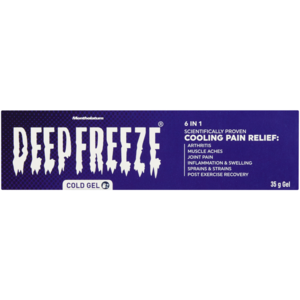 Mentholatum
DEEP FREEZE®
COLD GEL
6 IN 1
SCIENTIFICALLY PROVEN
COOLING PAIN RELIEF:
ARTHRITIS
MUSCLE ACHES
JOINT PAIN
INFLAMMATION & SWELLING
SPRAINS & STRAINS
POST EXERCISE RECOVERY
35 g Gel